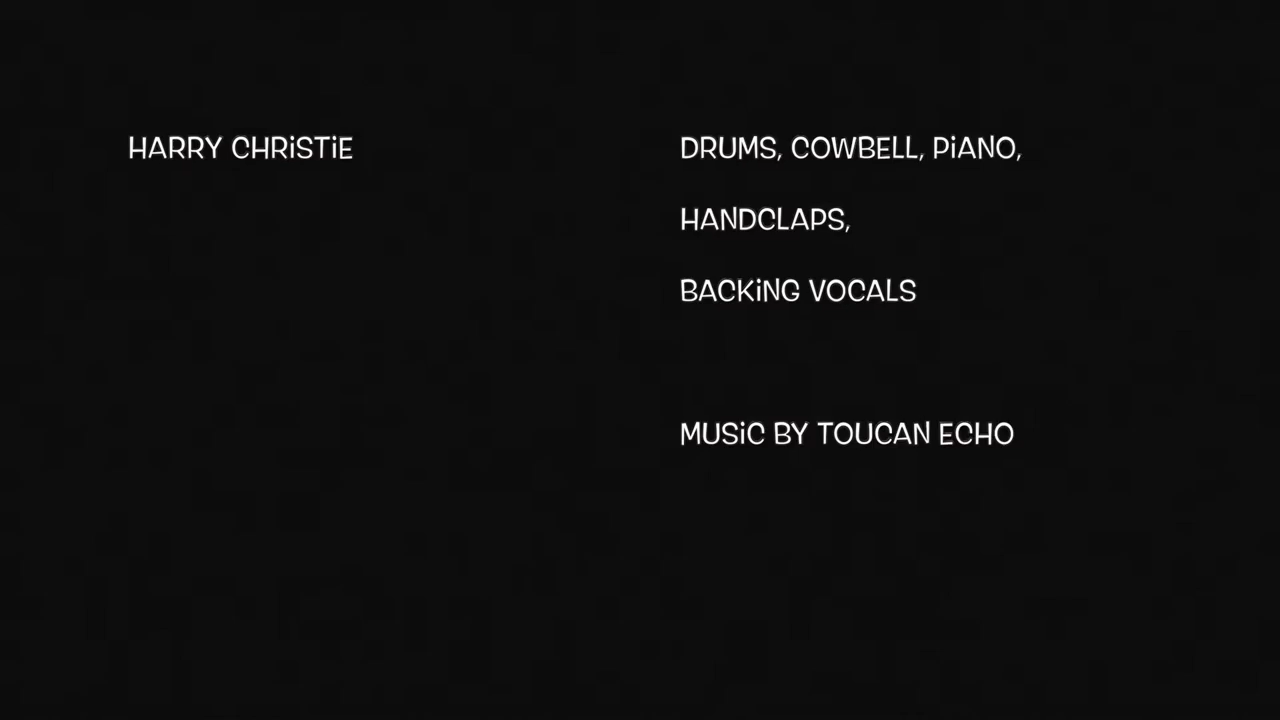 HARRY CHRiSTiE DRUMS, COWBELL, PiANO,
HANDCLAPS,
BACKiNG VOCALS
MUSiC BY TOUCAN ECHO